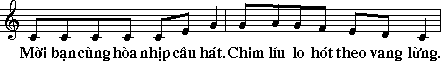 Mời bạn cùng hòa nhịp câu hát. Chim líu lo hót theo vang lừng.